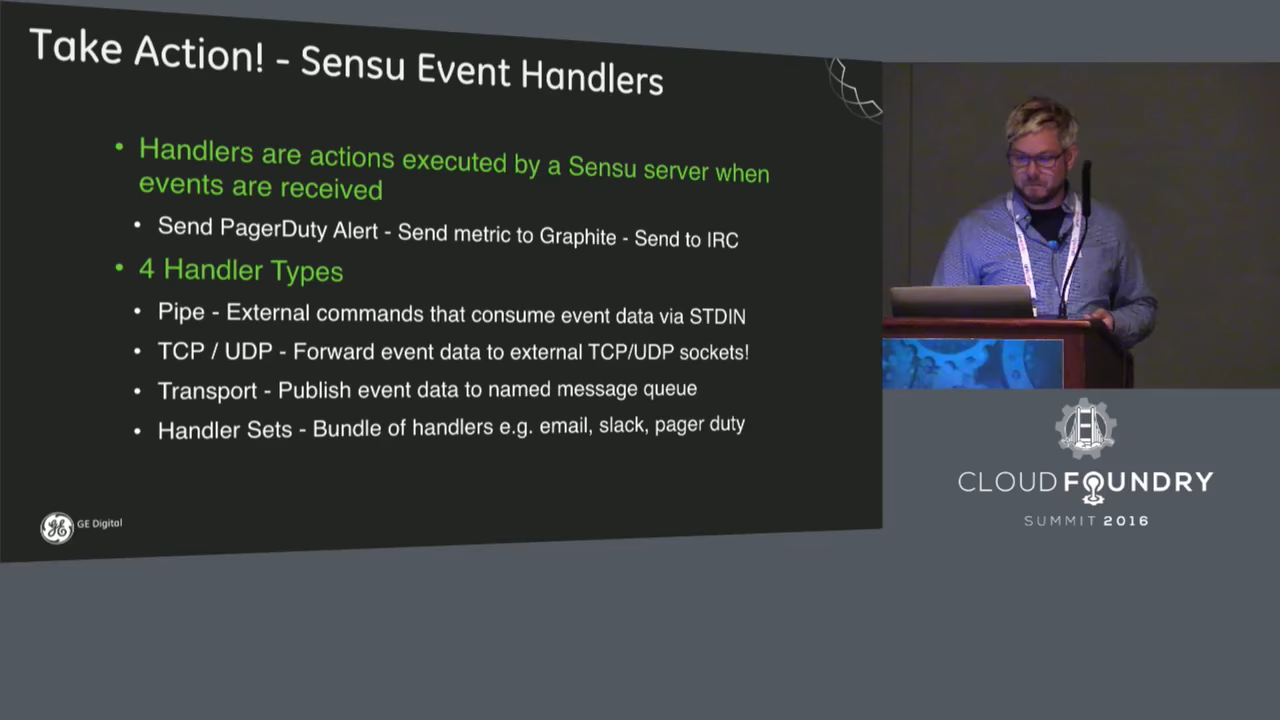 Take Action! - Sensu Event Handlers
• Handlers are actions executed by a Sensu server when
events are received
• Send PagerDuty Alert - Send metric to Graphite - Send to IRC
• 4 Handler Types
• Pipe - External commands that consume event data via STDIN
• TCP / UDP - Forward event data to external TCP/UDP sockets!
• Transport - Publish event data to named message queue
• Handler Sets - Bundle of handlers e.g. email, slack, pager duty
GE Digital
CLOUD FOUNDRY
SUMMIT 2016